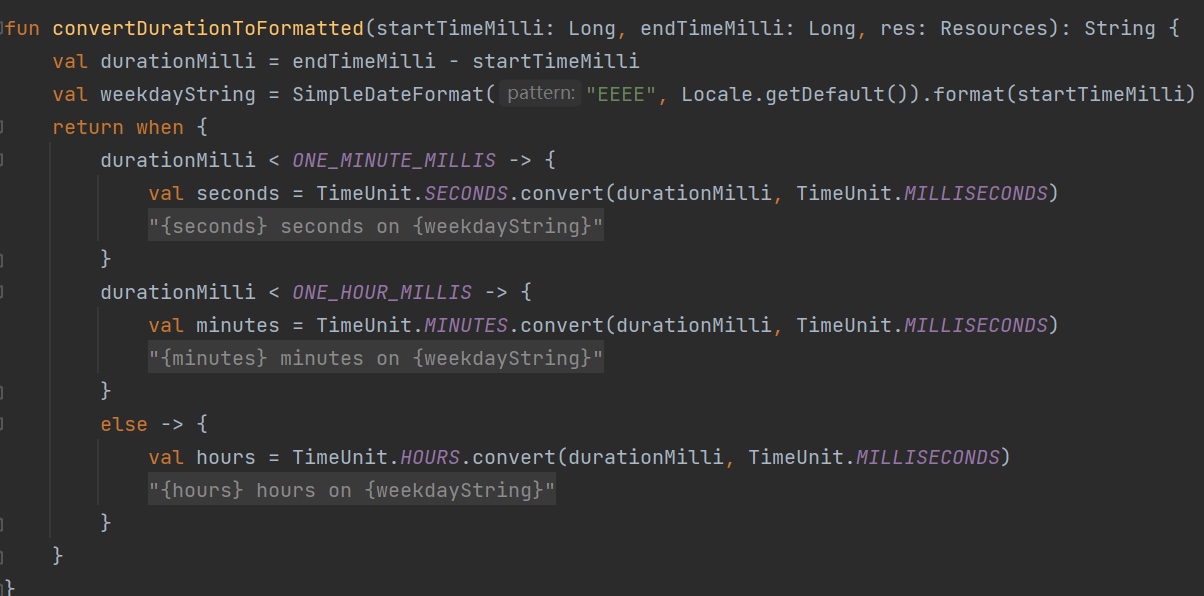 fun convertDurationToFormatted(startTimeMilli: Long, endTimeMilli: Long, res: Resources): String {
    val durationMilli = endTimeMilli - startTimeMilli
    val weekdayString = SimpleDateFormat( pattern: "EEEE", Locale.getDefault()).format(startTimeMilli)
    return when {
        durationMilli < ONE_MINUTE_MILLIS -> {
            val seconds = TimeUnit.SECONDS.convert(durationMilli, TimeUnit.MILLISECONDS)
            "{seconds} seconds on {weekdayString}"
        }
        durationMilli < ONE_HOUR_MILLIS -> {
            val minutes = TimeUnit.MINUTES.convert(durationMilli, TimeUnit.MILLISECONDS)
            "{minutes} minutes on {weekdayString}"
        }
        else -> {
            val hours = TimeUnit.HOURS.convert(durationMilli, TimeUnit.MILLISECONDS)
            "{hours} hours on {weekdayString}"
        }
    }
}